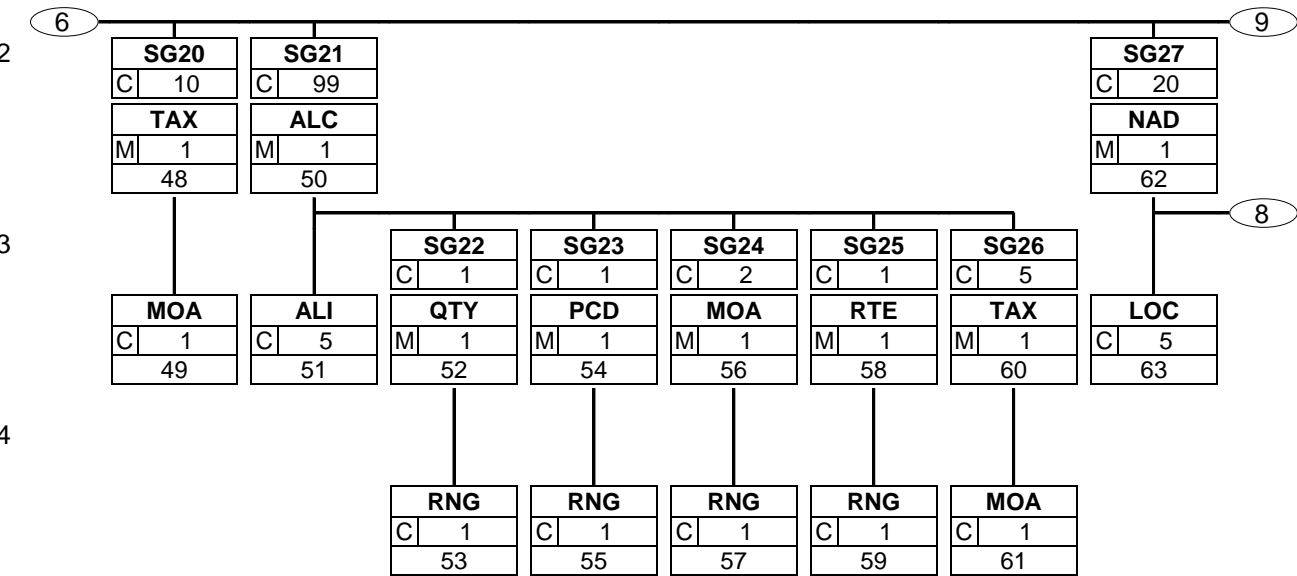 6 9
2 SG20 SG21 SG27
C 10 C 99 C 20
TAX ALC NAD
M 1 M 1 M 1
48 50 62
8
3 SG22 SG23 SG24 SG25 SG26
C 1 C 1 C 2 C 1 C 5
MOA ALI QTY PCD MOA RTE TAX LOC
C 1 C 5 M 1 M 1 M 1 M 1 M 1 C 5
49 51 52 54 56 58 60 63
4
RNG RNG RNG RNG MOA
C 1 C 1 C 1 C 1 C 1
53 55 57 59 61